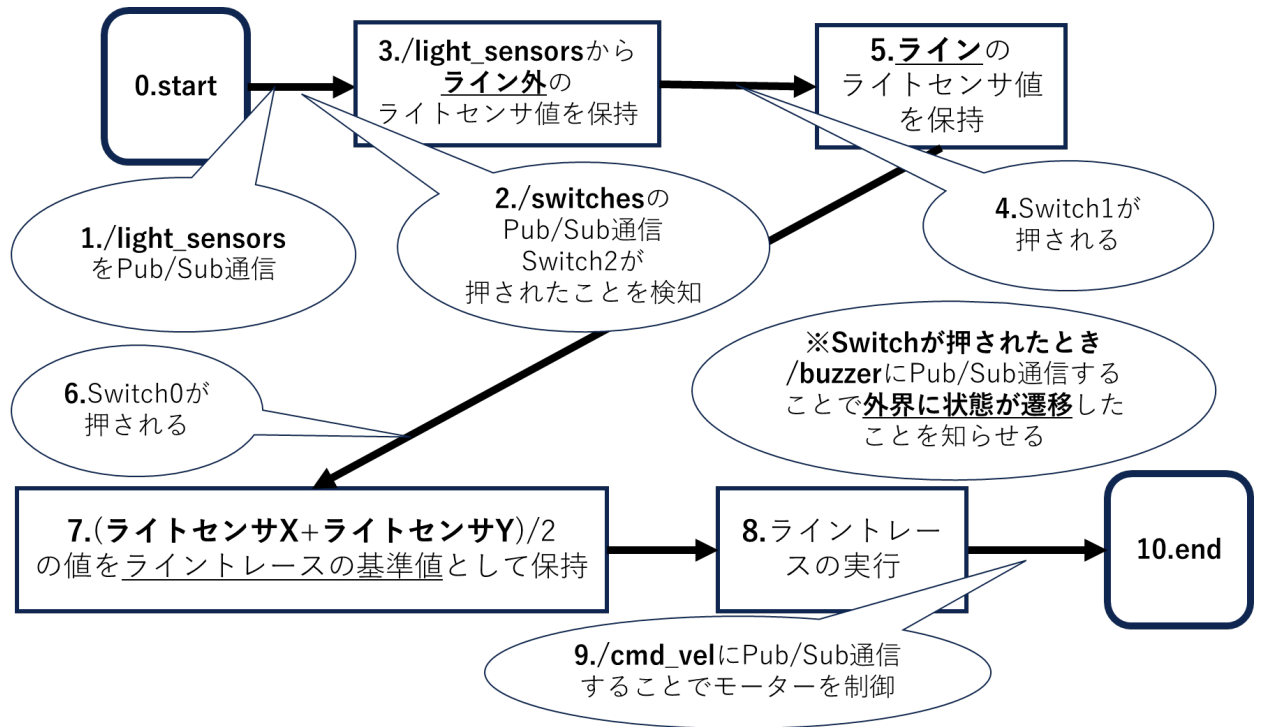 0.start
3./light_sensorsから
ライン外の
ライトセンサ値を保持
5.ラインの
ライトセンサ値
を保持
1./light_sensors
をPub/Sub通信
2./switchesの
Pub/Sub通信
Switch2が
押されたことを検知
4.Switch1が
押される
6.Switch0が
押される
※Switchが押されたとき
/buzzerにPub/Sub通信する
ことで外界に状態が遷移した
ことを知らせる
7.(ライトセンサX+ライトセンサY)/2
の値をライントレースの基準値として保持
8.ライントレー
スの実行
10.end
9./cmd_velにPub/Sub通信
することでモーターを制御